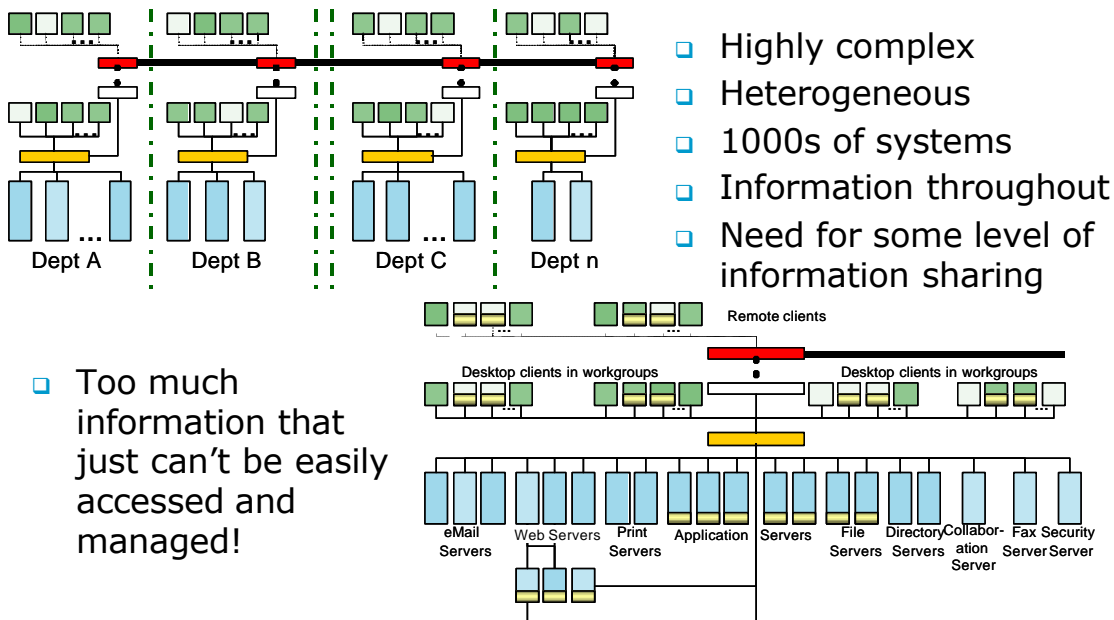 Highly complex
Heterogeneous
1000s of systems
Information throughout
Need for some level of
information sharing
...
...
...
...
...
...
...
...
...
...
Dept A
Dept B
Dept C
Dept n
Too much
information that
just can’t be easily
accessed and
managed!
Remote clients
...
...
Desktop clients in workgroups
Desktop clients in workgroups
...
...
...
...
eMail
Servers
Web Servers
Print
Servers
Application
Servers
File
Servers
Directory
Servers
Collabor-
ation
Server
Fax
Server
Security
Server